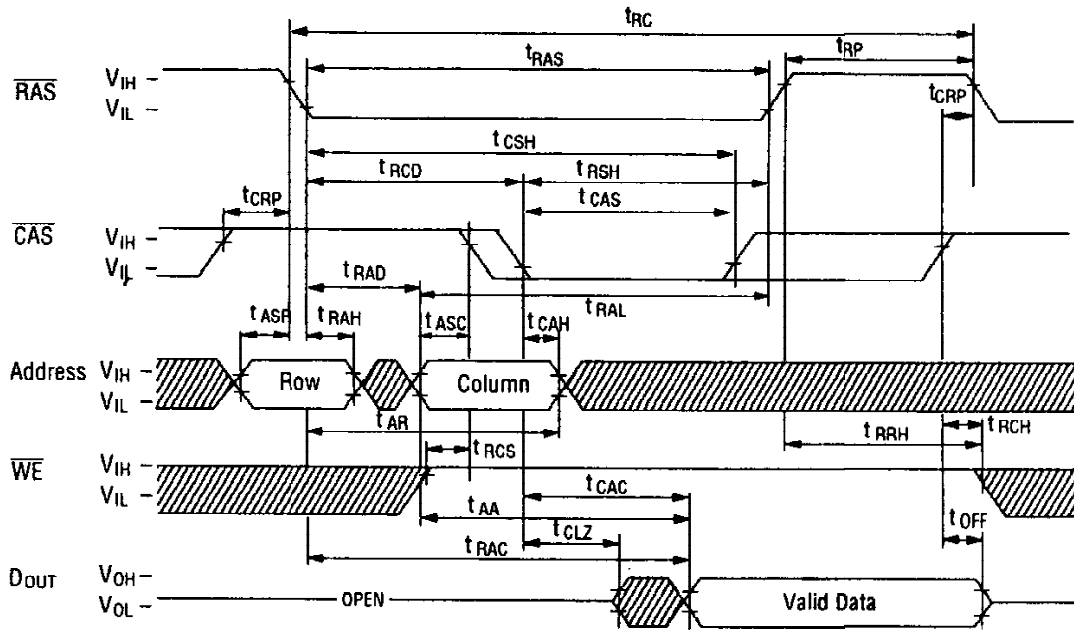 tRC
tRP
tRAS
RAS
VIH
VIL
tCRP
tCSH
tRCD
tRSH
tCRP
tCAS
CAS
VIH
VIL
tRAD
tRAL
tASR
tRAH
tASC
tCAH
Address
VIH
VIL
Row
Column
tAR
tRCS
tRRH
tRCH
WE
VIH
VIL
tCAC
tAA
tCLZ
tOFF
tRAC
DOUT
VOH
VOL
OPEN
Valid Data